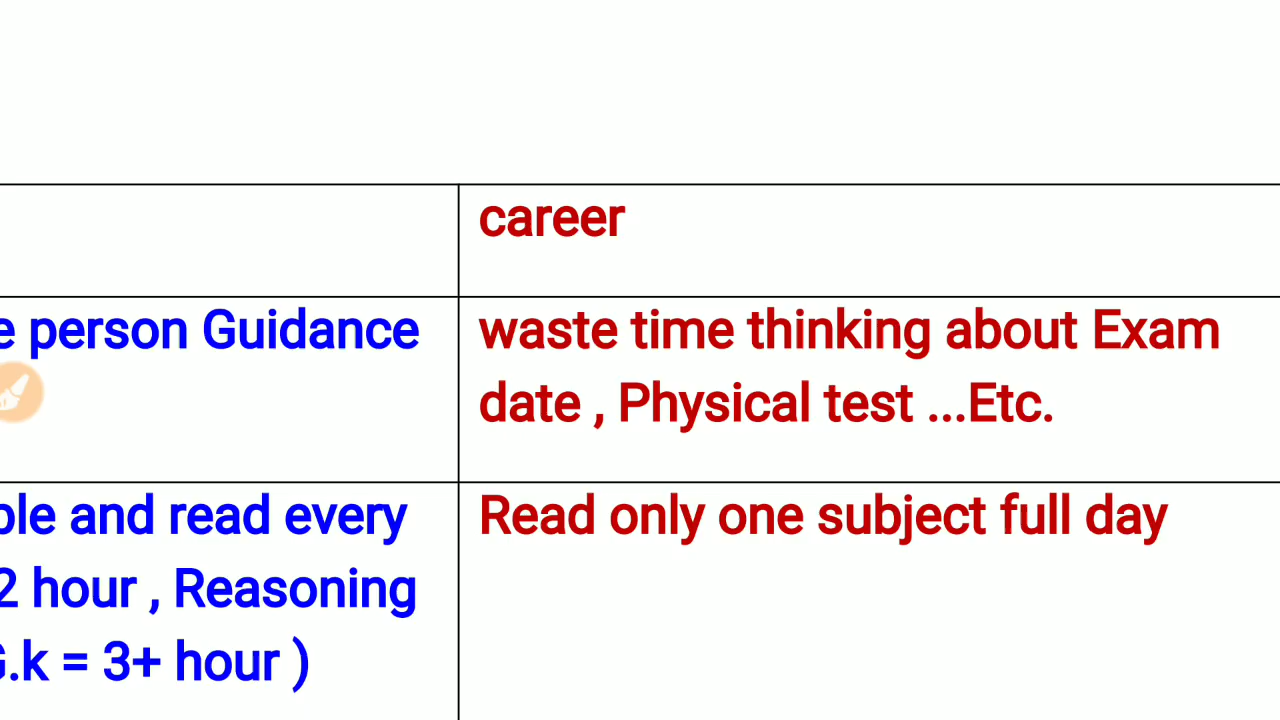 career
person Guidance
waste time thinking about Exam
date , Physical test ...Etc.
and read every
2 hour , Reasoning
.k = 3+ hour )
Read only one subject full day